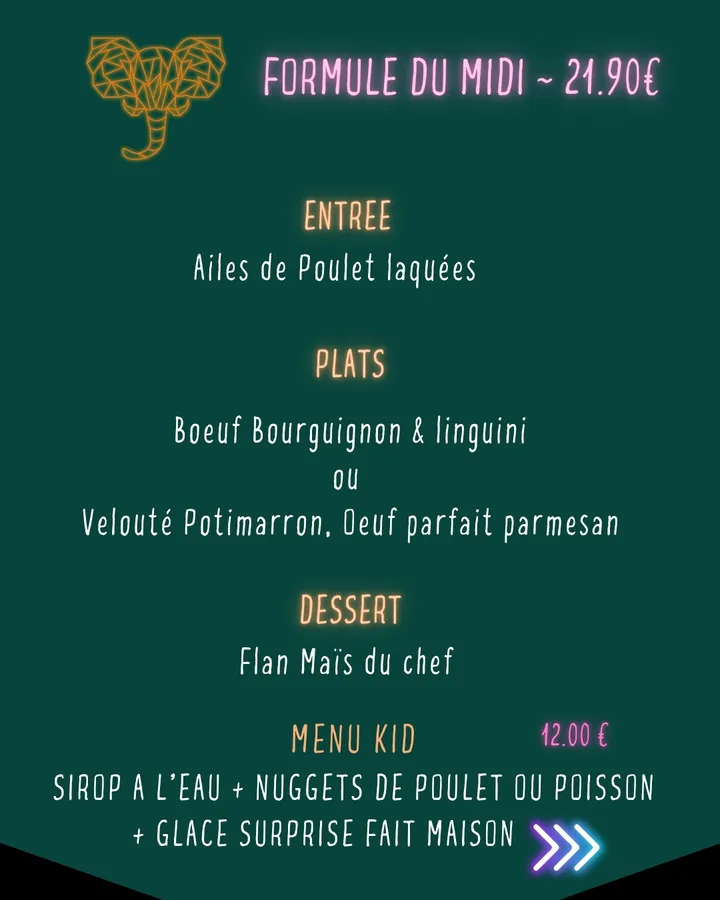 FORMULE DU MIDI ~ 21.90€
ENTREE
Ailes de Poulet laquées
PLATS
Boeuf Bourguignon & linguini
ou
Velouté Potimarron, Oeuf parfait parmesan
DESSERT
Flan Maïs du chef
MENU KID 12.00 €
SIROP A L'EAU + NUGGETS DE POULET OU POISSON
+ GLACE SURPRISE FAIT MAISON